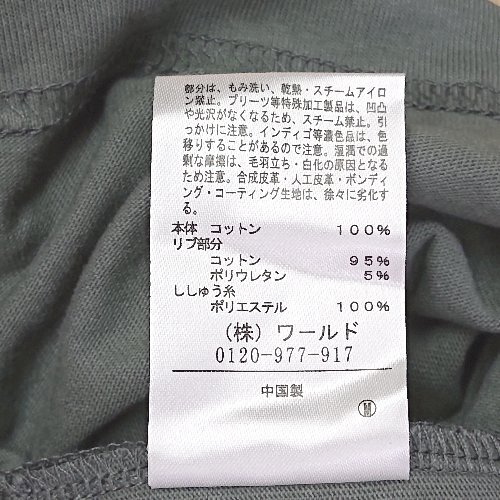 部分は、もみ洗い、乾熱・スチームアイロ
ン禁止。プリーツ等特殊加工製品は、凹凸
や光沢がなくなるため、スチーム禁止。引
っかけに注意。インディゴ等濃色品は、色
移りすることがあるので注意。湿潤での過
剰な摩擦は、毛羽立ち・白化の原因となる
ため注意。合成皮革・人工皮革・ボンディ
ング・コーティング生地は、徐々に劣化す
る。
本体 コットン 100%
リブ部分
コットン 95%
ポリウレタン 5%
ししゅう糸
ポリエステル 100%
(株)ワールド
0120-977-917
中国製
M